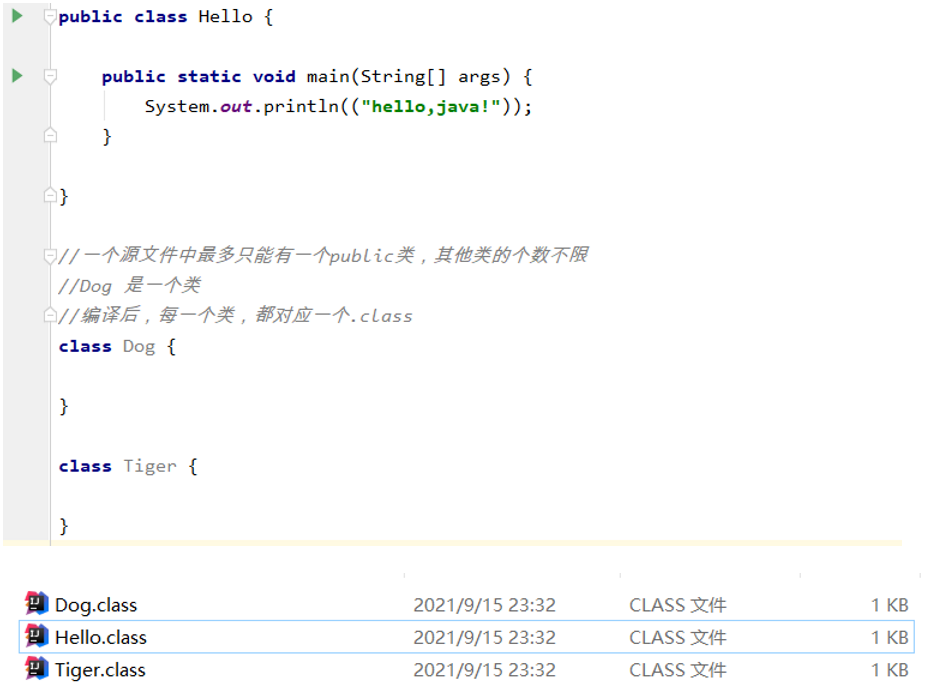 public class Hello {
public static void main(String[] args) {
System.out.println(("hello,java!"));
}
}
//一个源文件中最多只能有一个public类，其他类的个数不限
//Dog 是一个类
//编译后，每一个类，都对应一个.class
class Dog {
}
class Tiger {
}
Dog.class 2021/9/15 23:32 CLASS 文件 1 KB
Hello.class 2021/9/15 23:32 CLASS 文件 1 KB
Tiger.class 2021/9/15 23:32 CLASS 文件 1 KB